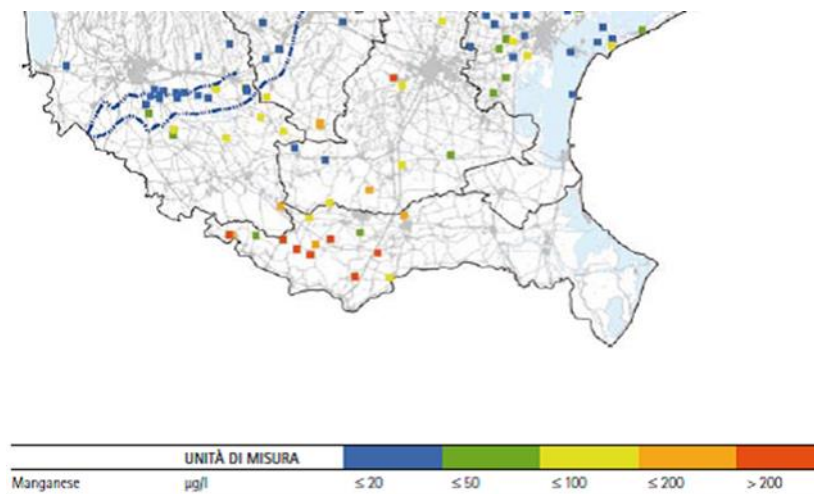 UNITÀ DI MISURA
Manganese µg/l ≤ 20 ≤ 50 ≤ 100 ≤ 200 > 200